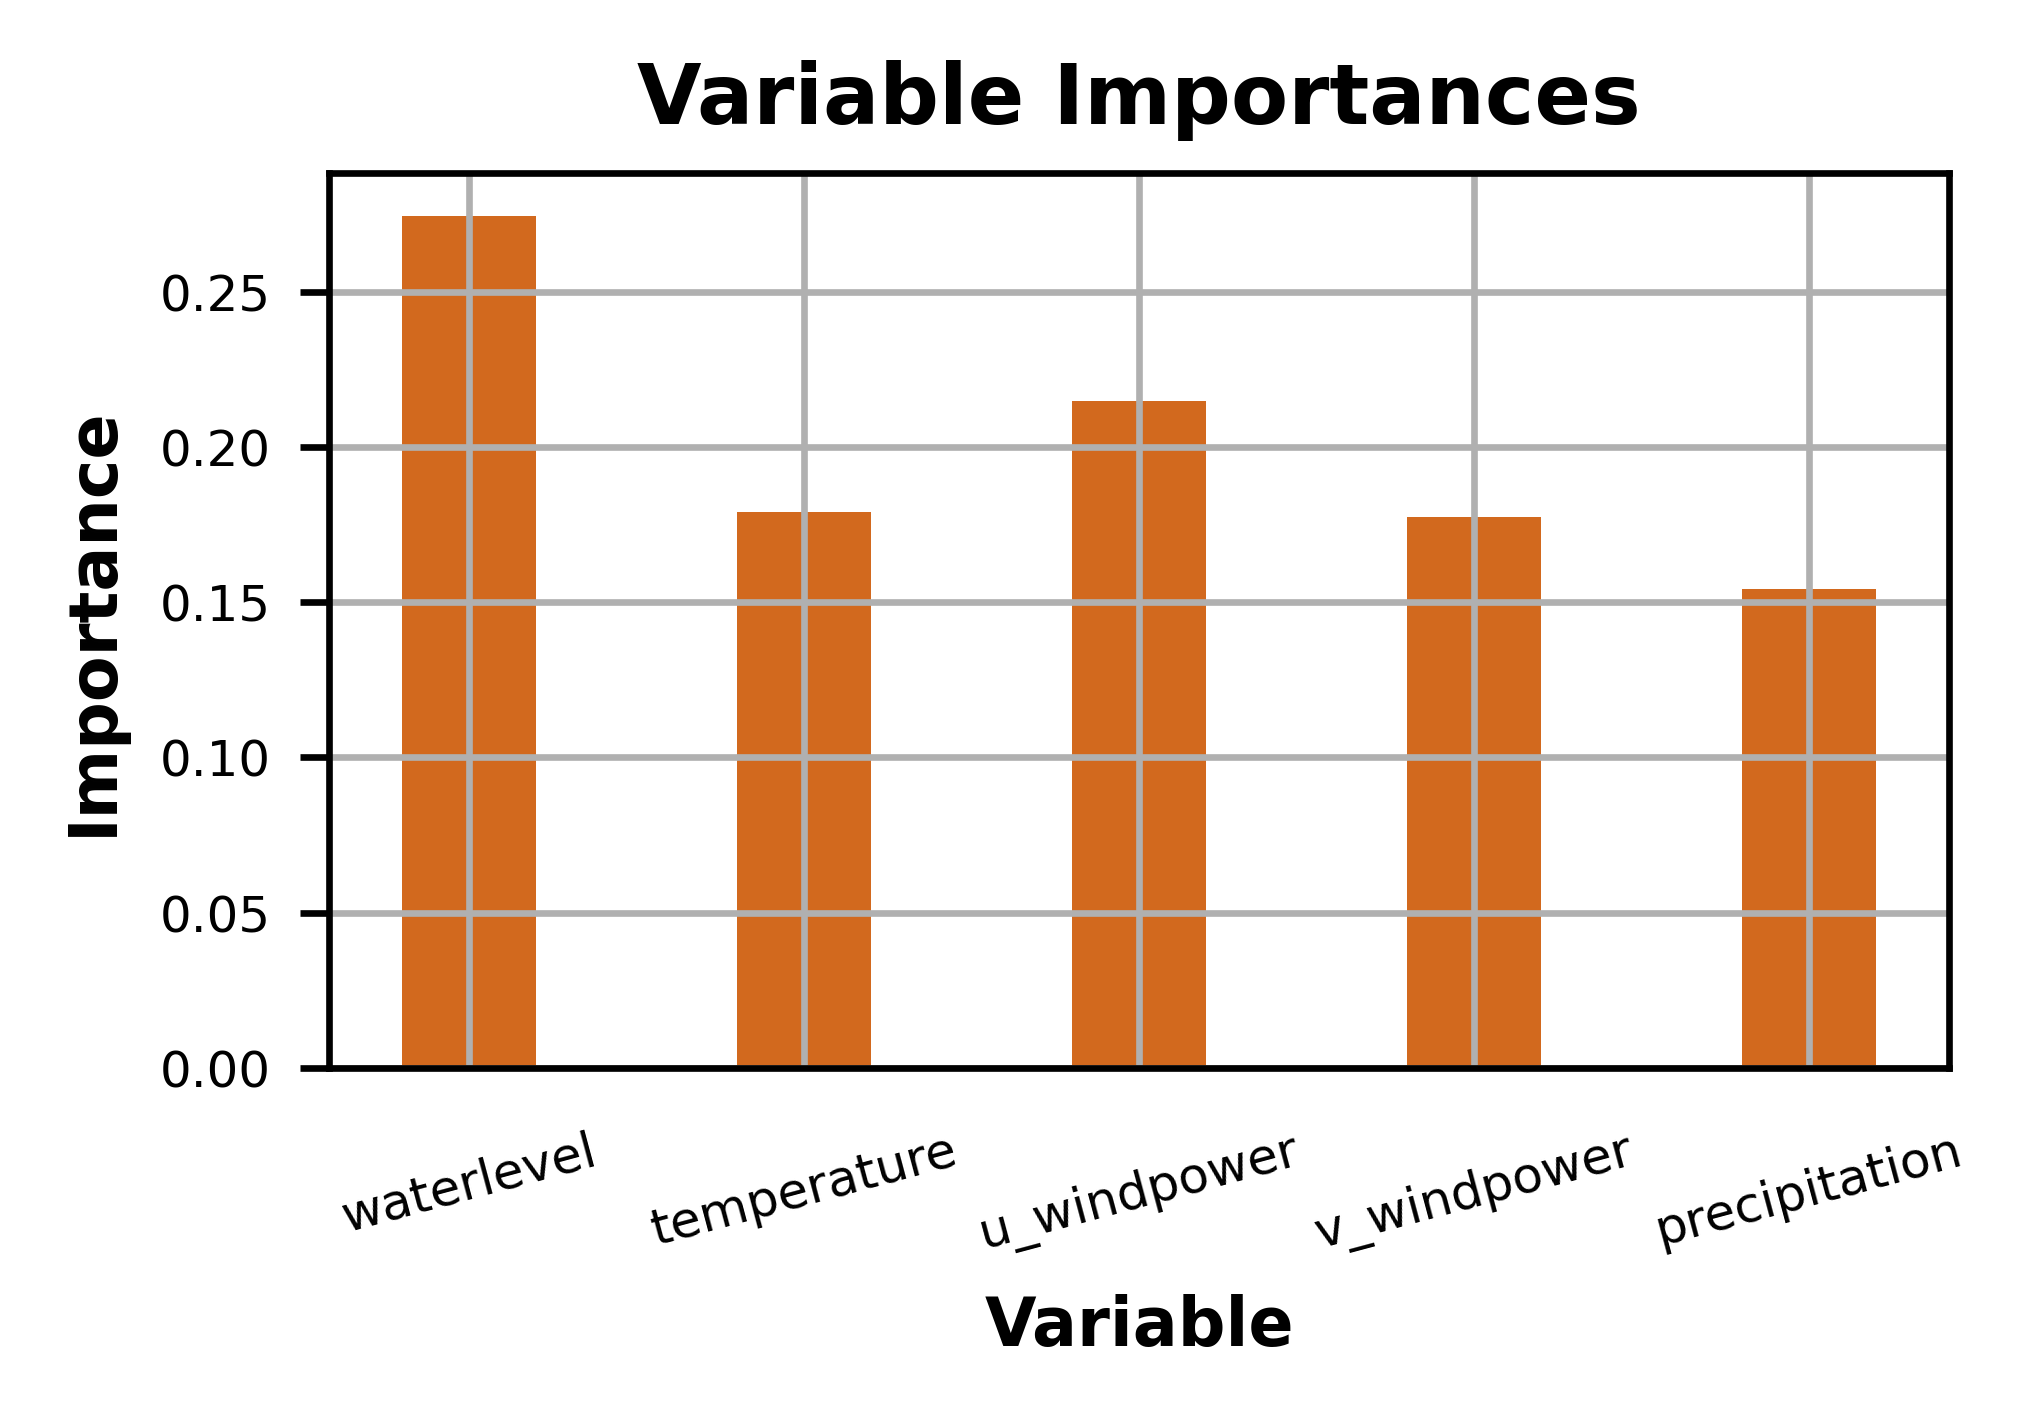 Variable Importances
Importance
0.25
0.20
0.15
0.10
0.05
0.00
waterlevel
temperature
u_windpower
v_windpower
precipitation
Variable